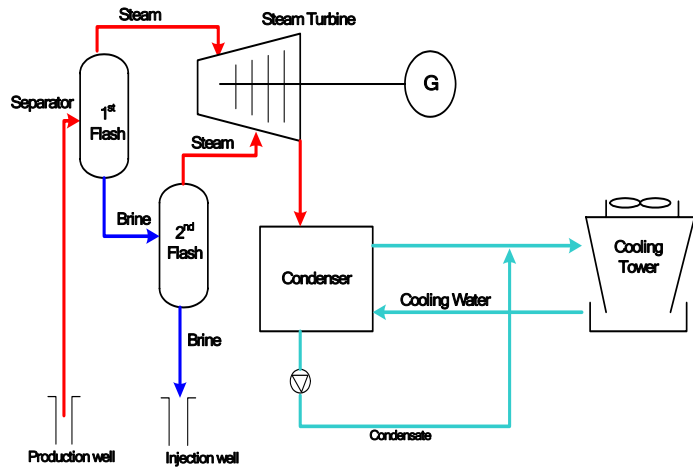 Steam
Steam Turbine
Separator
1st
Flash
G
Steam
Brine
2nd
Flash
Cooling
Tower
Condenser
Cooling Water
Brine
Condensate
Production well
Injection well